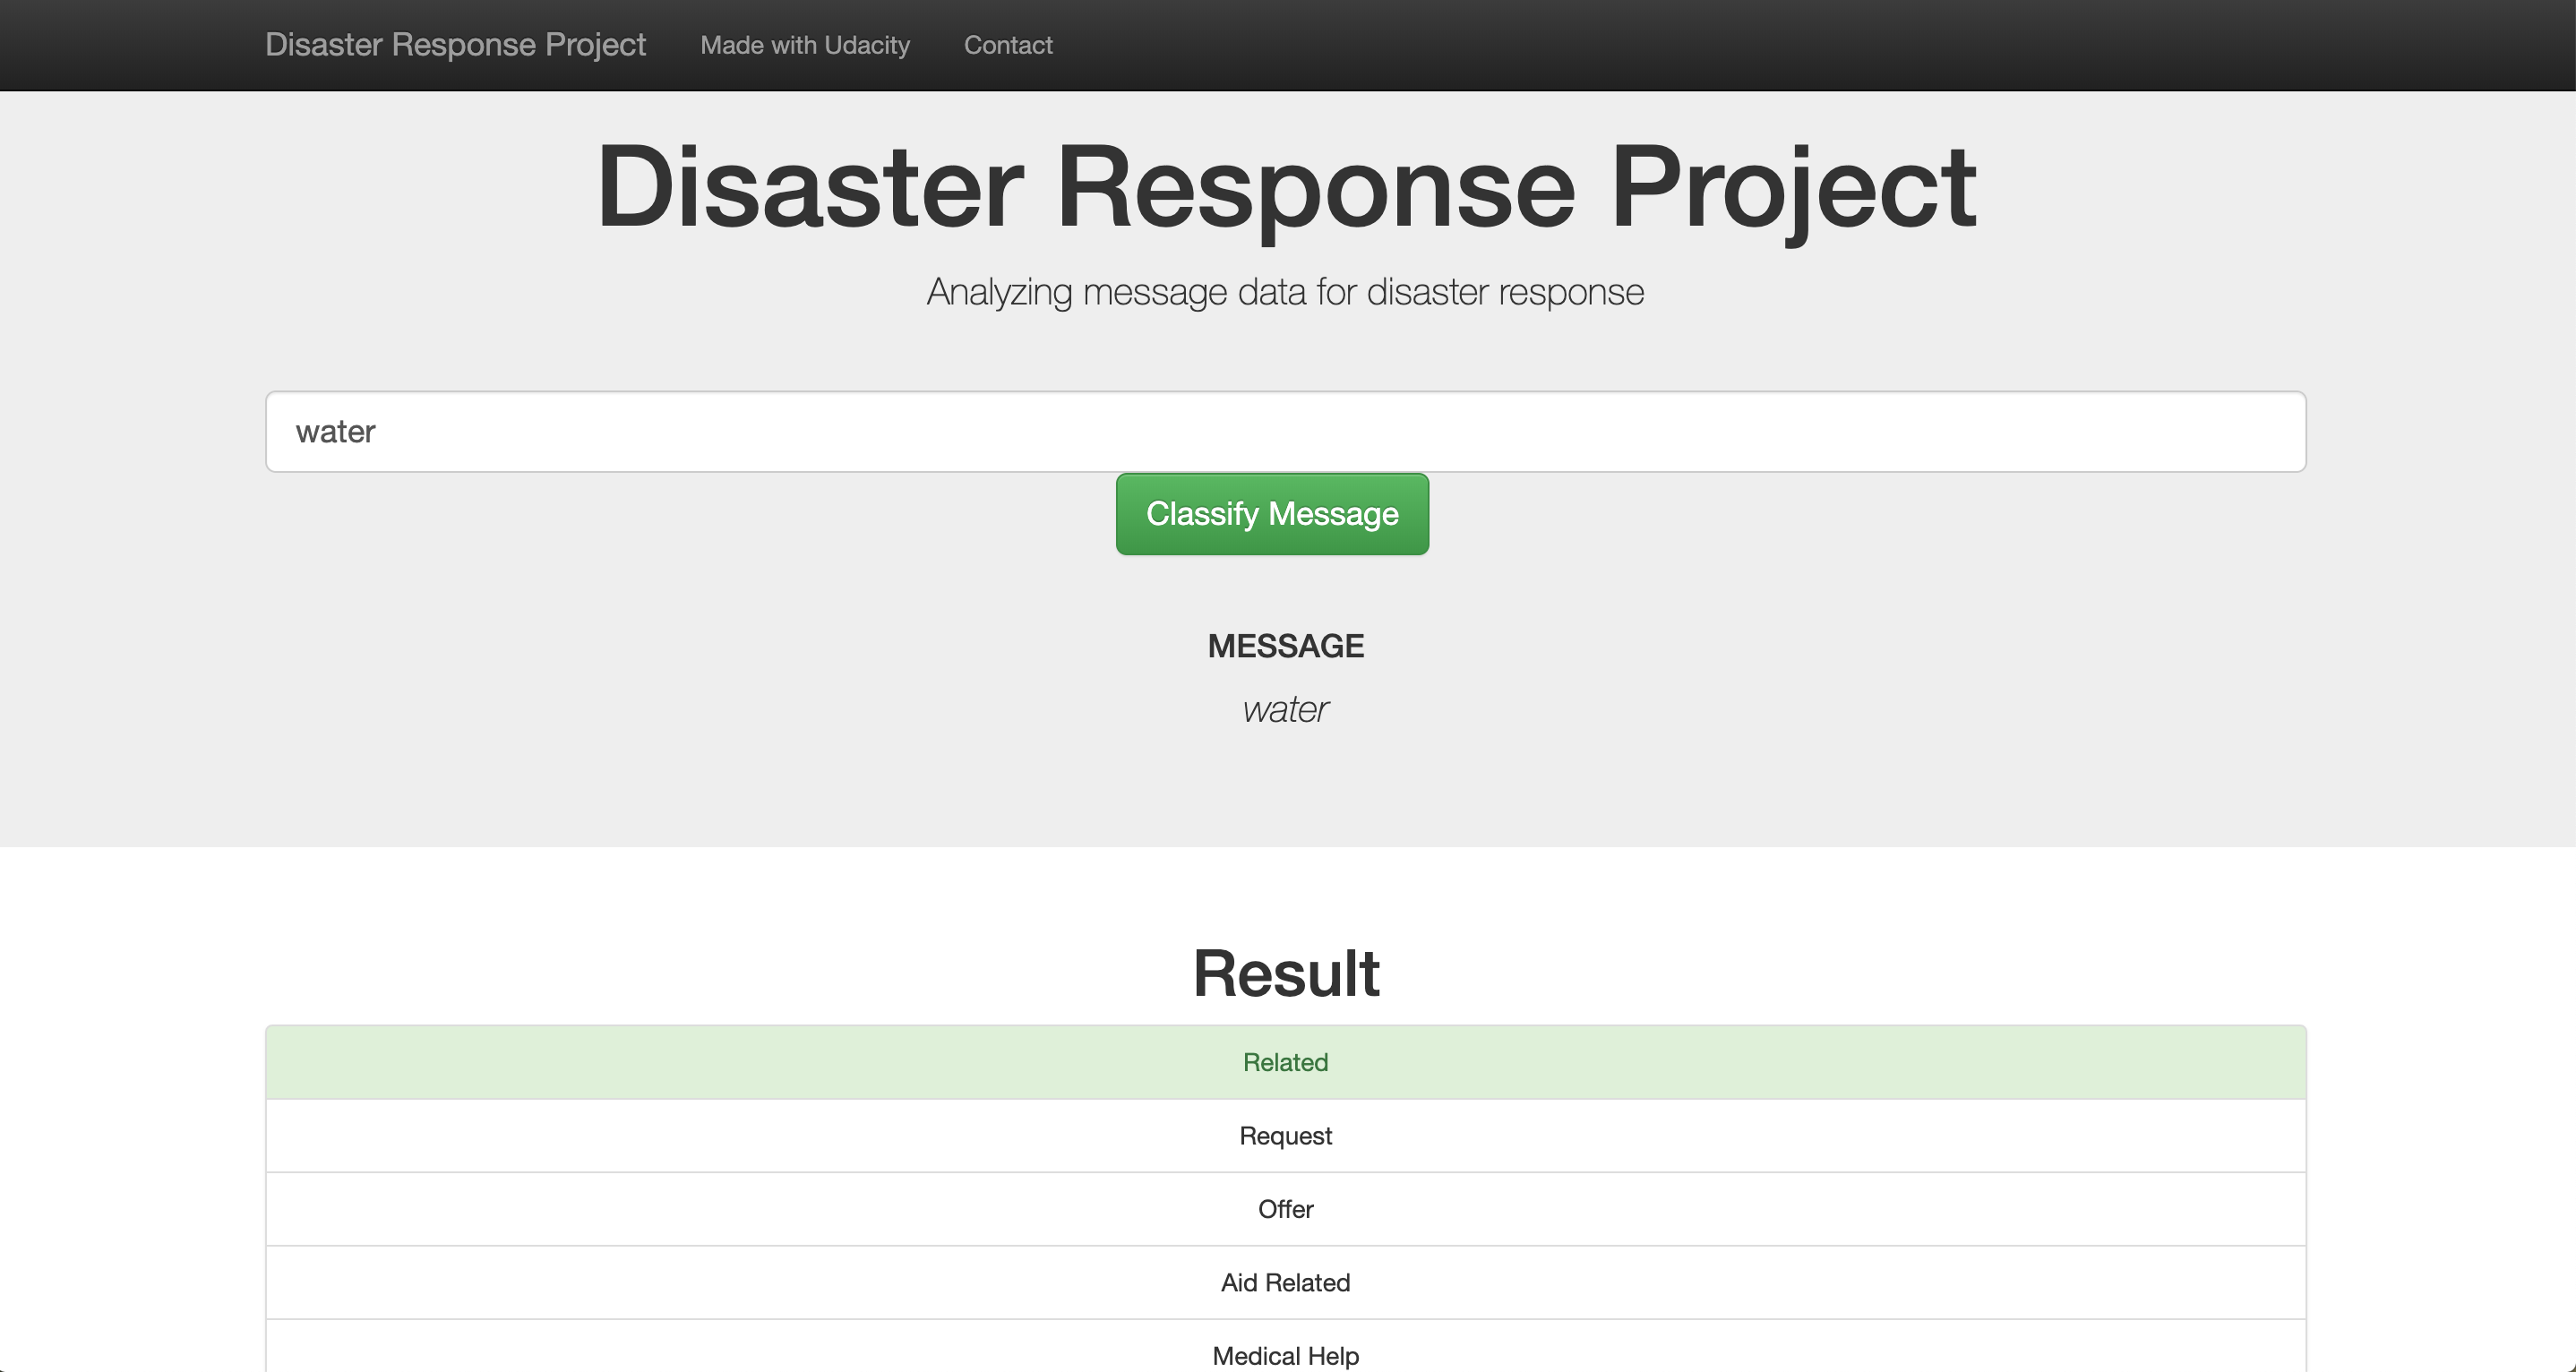 Disaster Response Project Made with Udacity Contact
Disaster Response Project
Analyzing message data for disaster response
water
Classify Message
MESSAGE
water
Result
Related
Request
Offer
Aid Related
Medical Help